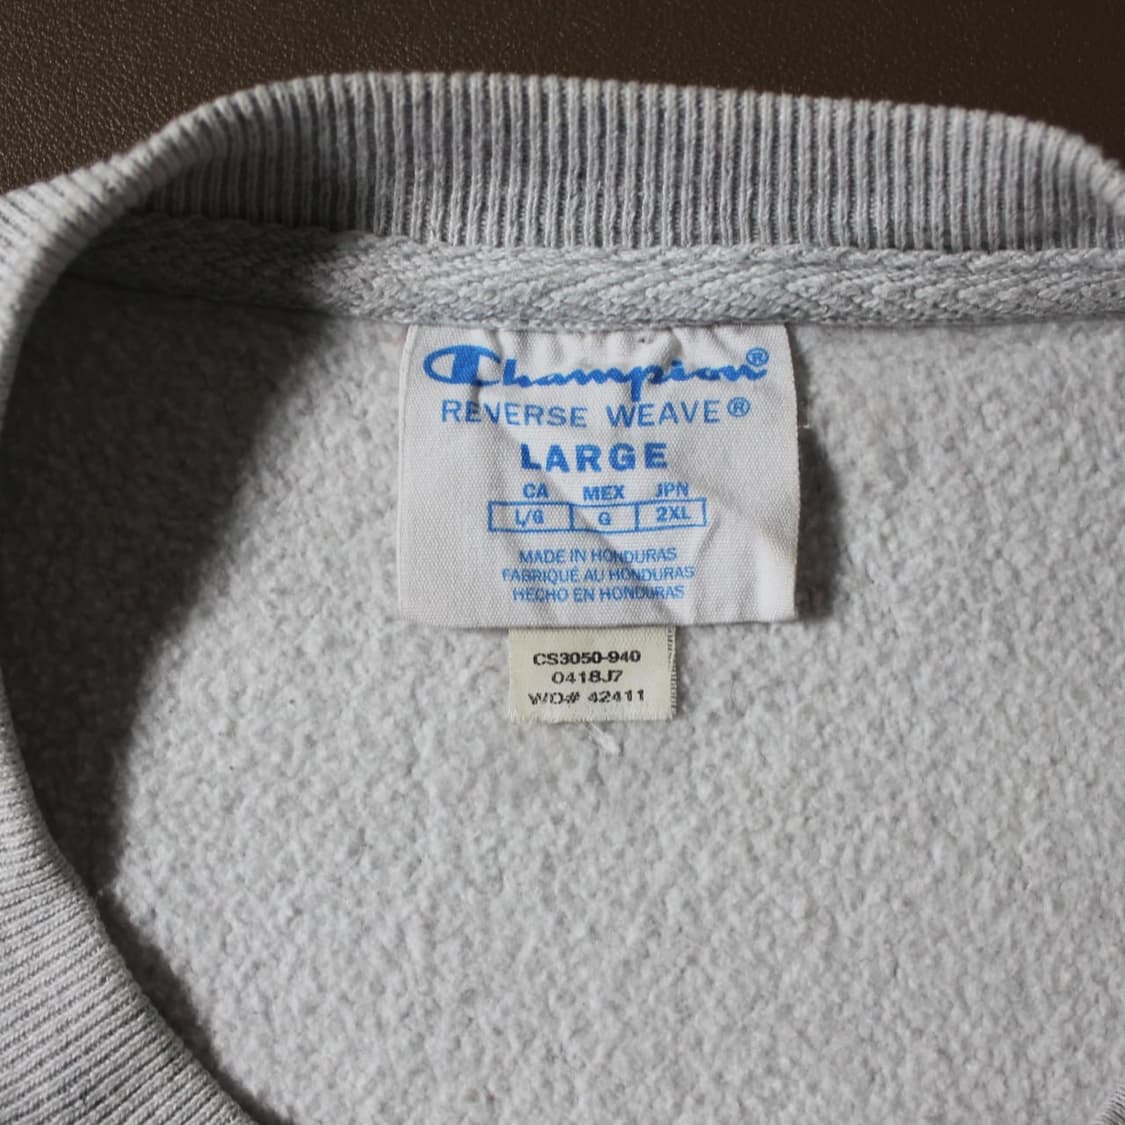 Champion®
REVERSE WEAVE®
LARGE
CA MEX JPN
L/G G 2XL
MADE IN HONDURAS
FABRIQUÉ AU HONDURAS
HECHO EN HONDURAS
CS3050-940
0418J7
WO# 42411